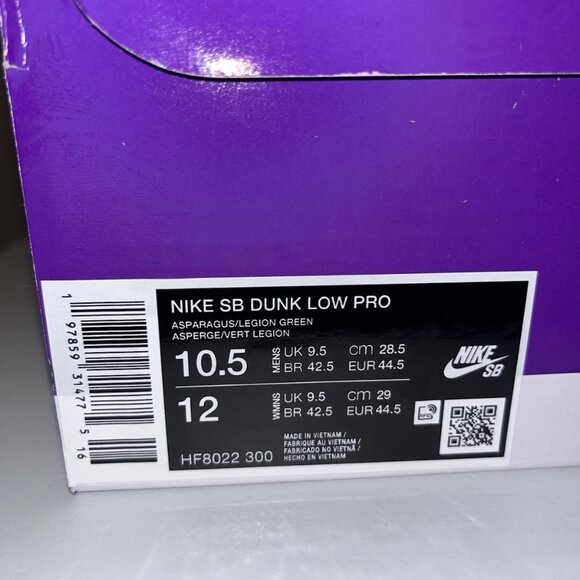 NIKE SB DUNK LOW PRO
ASPARAGUS/LEGION GREEN
ASPERGE/VERT LEGION
10.5 MENS UK 9.5 cm 28.5
BR 42.5 EUR 44.5
12 WMNS UK 9.5 cm 29
BR 42.5 EUR 44.5
NIKE
SB
RFID
MADE IN VIETNAM /
FABRIQUE AU VIETNAM /
FABRICADO NO VIETNÃ /
HECHO EN VIETNAM
HF8022 300
1 97859 31477 5 16